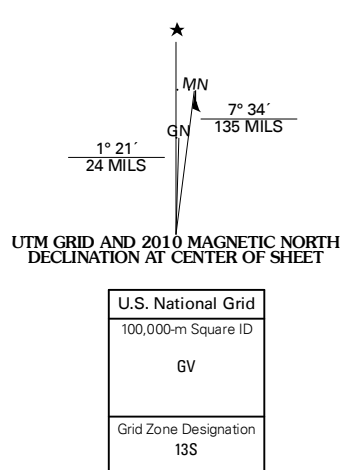 MN
7° 34´
135 MILS
GN
1° 21´
24 MILS
UTM GRID AND 2010 MAGNETIC NORTH
DECLINATION AT CENTER OF SHEET
U.S. National Grid
100,000-m Square ID
GV
Grid Zone Designation
13S